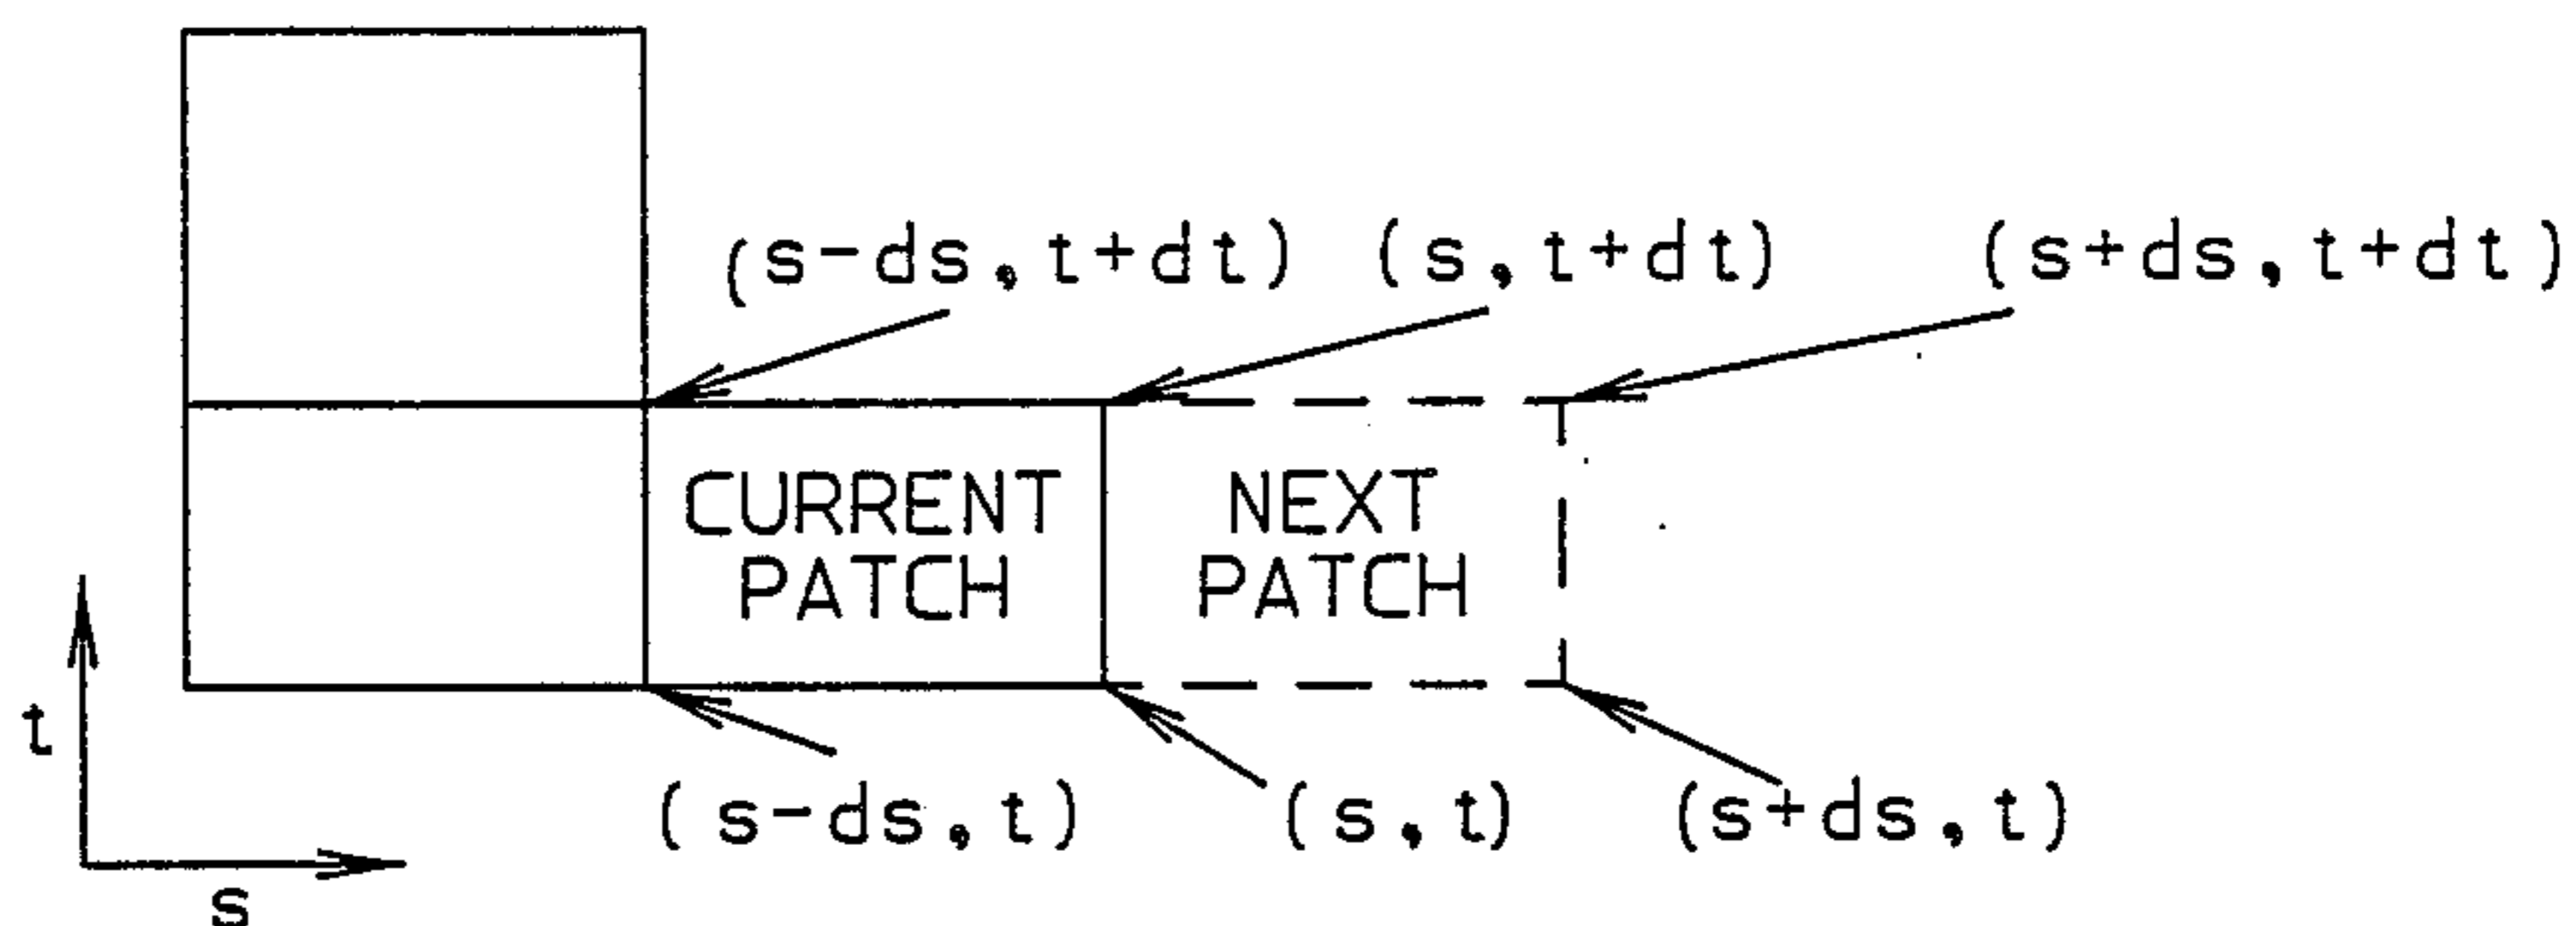 (s-ds,t+dt) (s,t+dt) (s+ds,t+dt)
CURRENT
PATCH
NEXT
PATCH
t
(s-ds,t) (s,t) (s+ds,t)
s